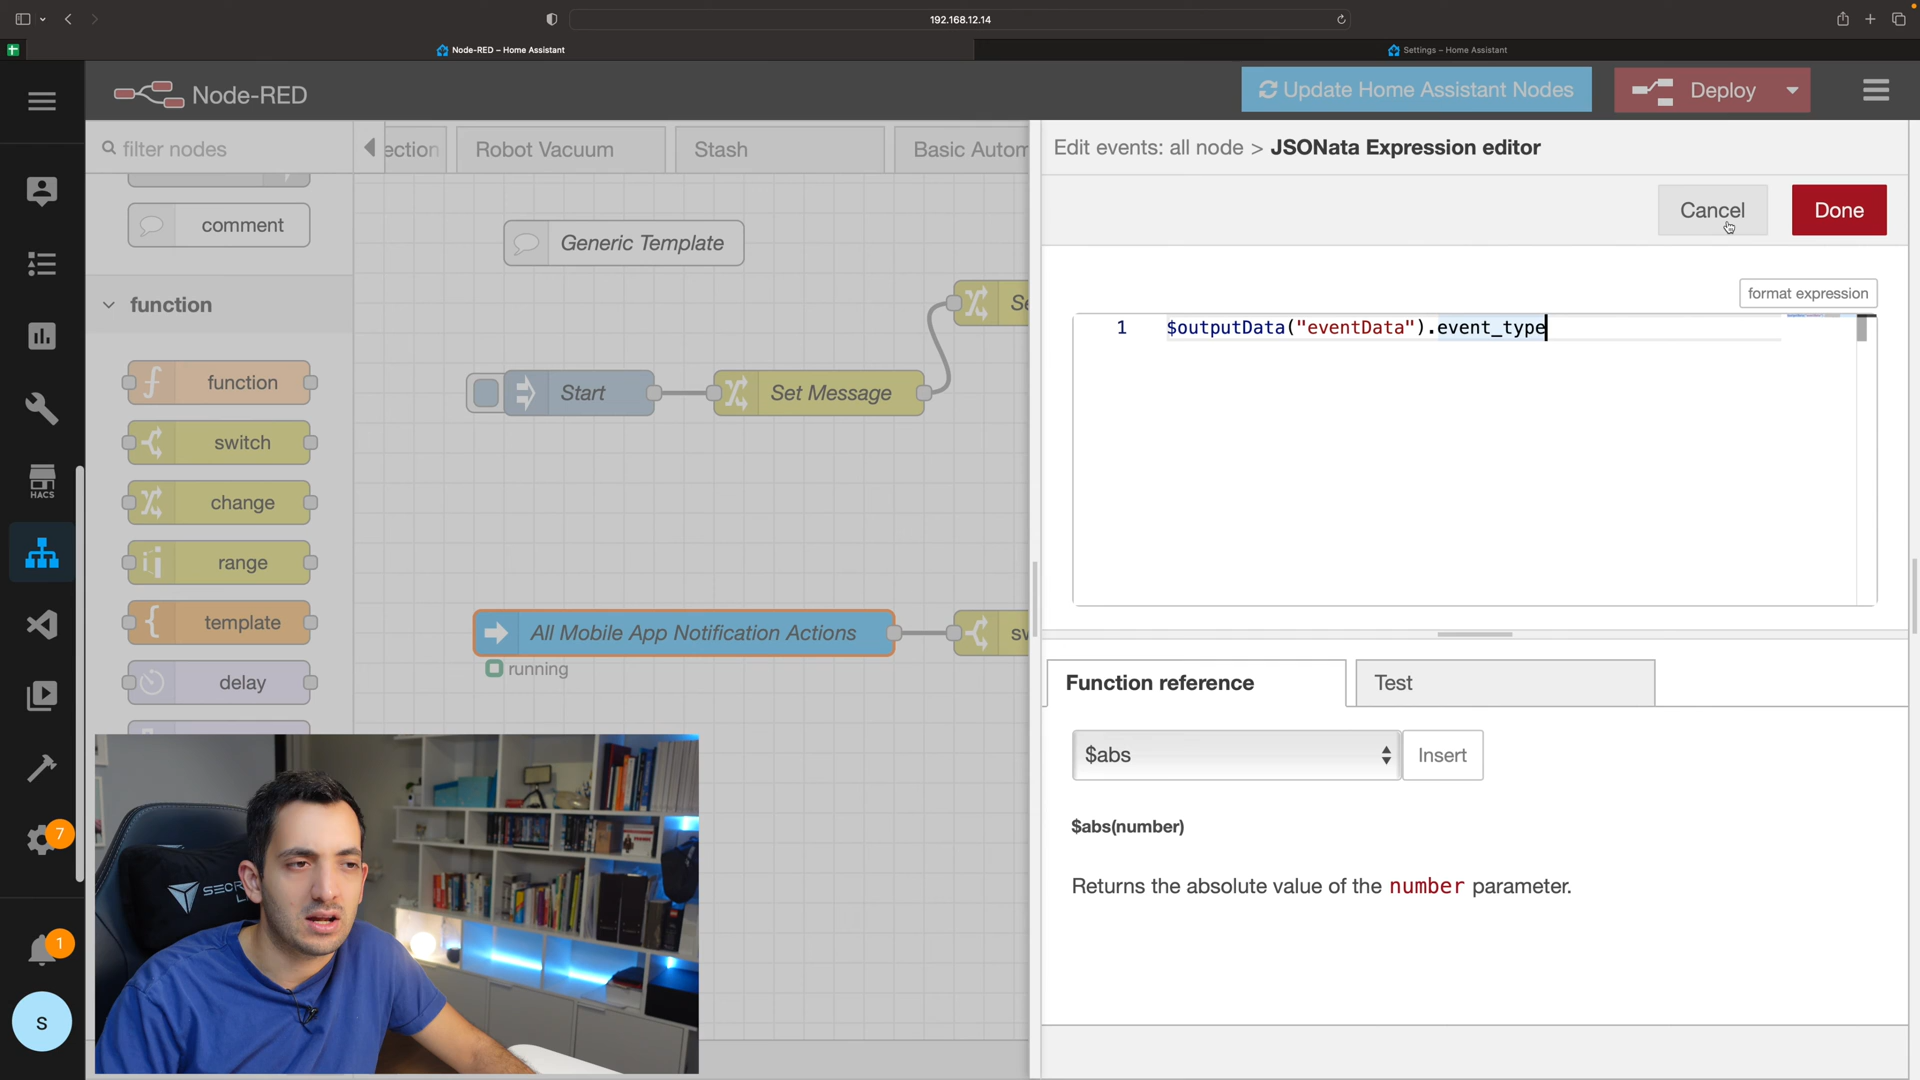 192.168.12.14
Node-RED – Home Assistant
Settings – Home Assistant
Node-RED
Update Home Assistant Nodes
Deploy
filter nodes
ection
Robot Vacuum
Stash
Basic Autom
Edit events: all node > JSONata Expression editor
Cancel
Done
comment
Generic Template
format expression
function
1
$outputData("eventData").event_type
Se
function
Start
Set Message
switch
HACS
change
range
template
All Mobile App Notification Actions
sw
running
delay
Function reference
Test
$abs
Insert
$abs(number)
Returns the absolute value of the number parameter.
7
1
S